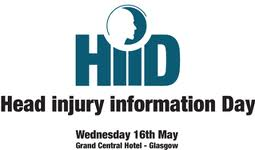 HIID
Head injury information Day
Wednesday 16th May
Grand Central Hotel - Glasgow